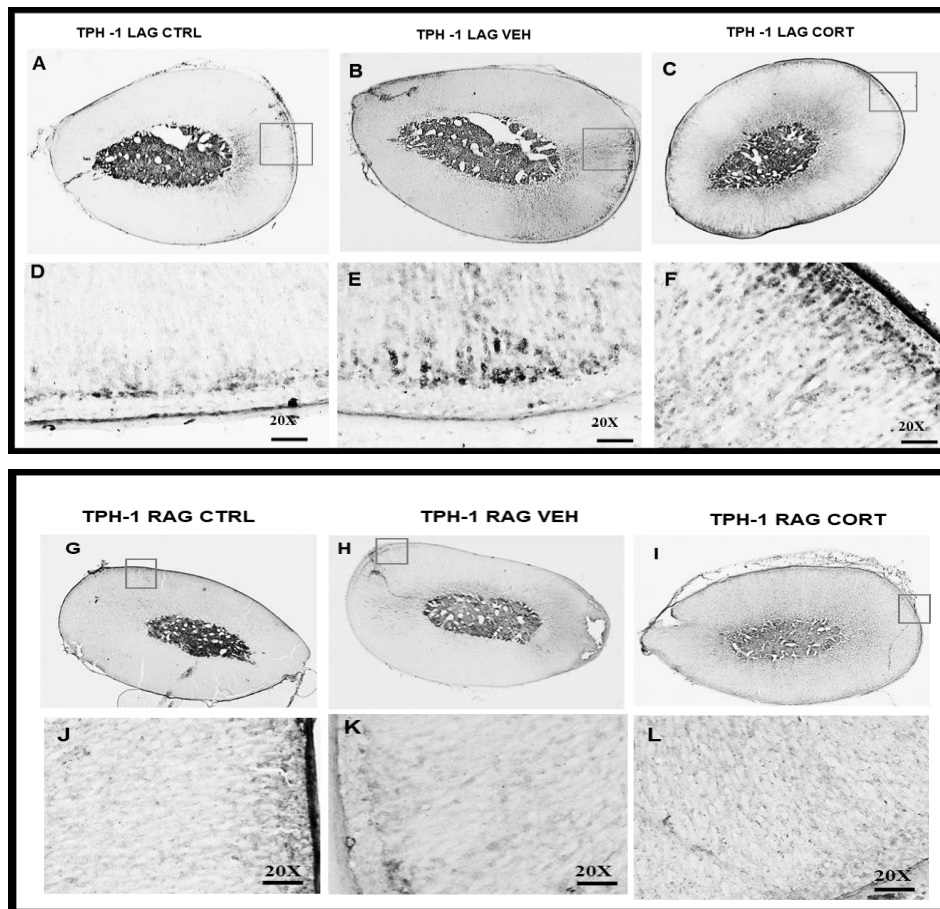 TPH -1 LAG CTRL
TPH -1 LAG VEH
TPH -1 LAG CORT
A
B
C
D
E
F
20X
20X
20X
TPH-1 RAG CTRL
TPH-1 RAG VEH
TPH-1 RAG CORT
G
H
I
J
K
L
20X
20X
20X